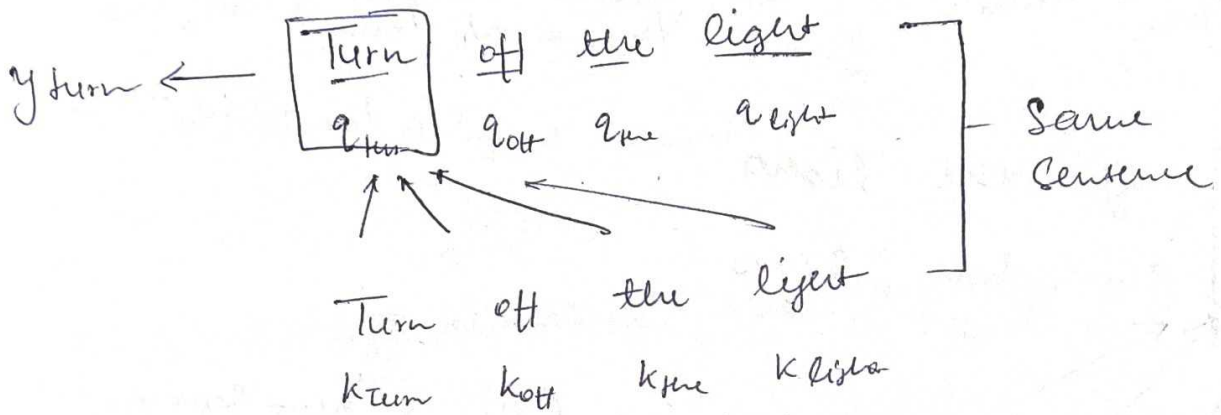 Turn off the light
y turn
q turn q off q the q light
Same
Sentence
Turn off the light
K Turn K off K the K light